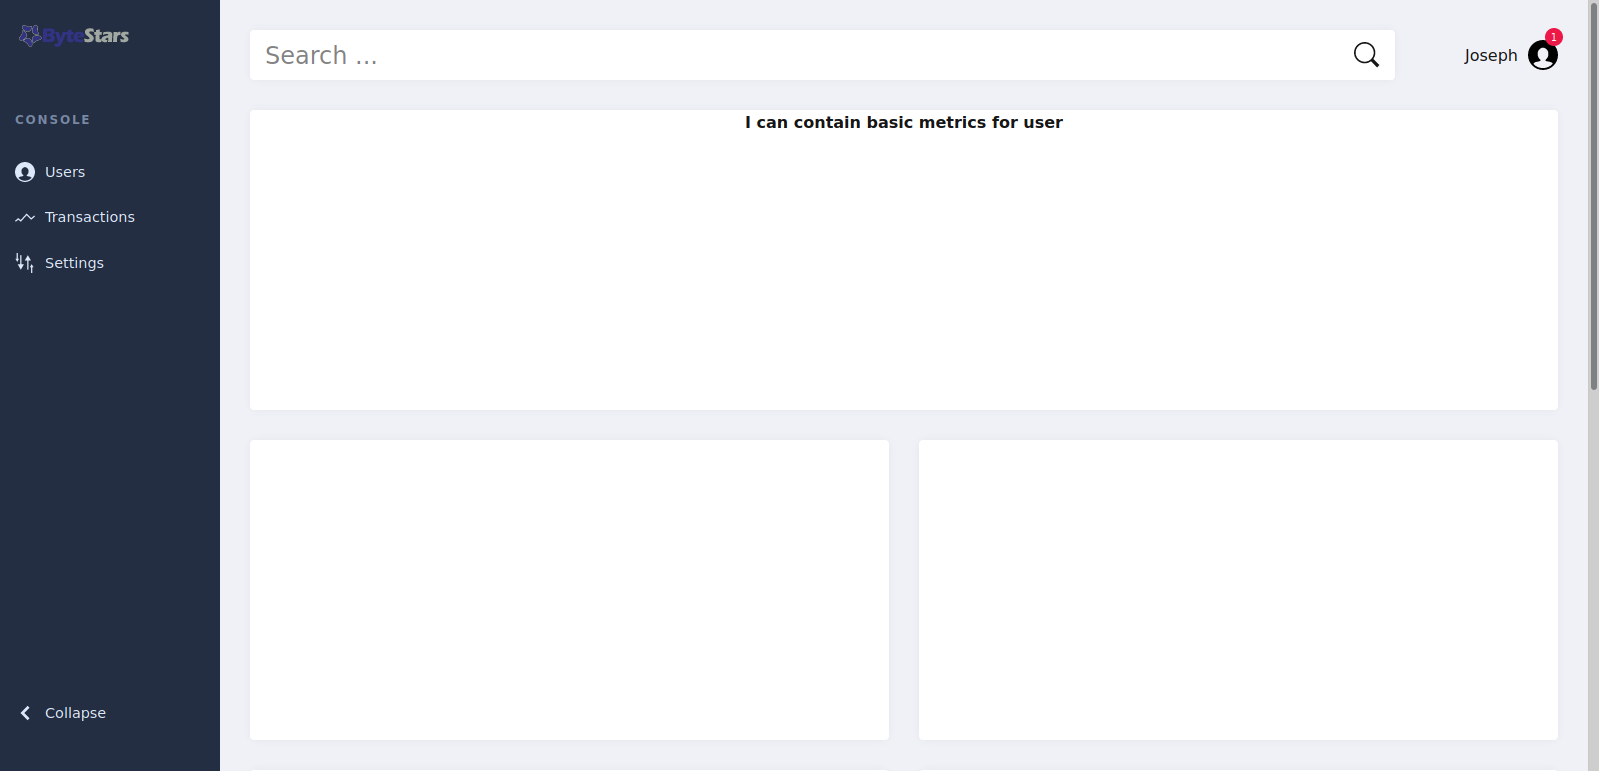 ByteStars
Search ...
Joseph
1
CONSOLE
I can contain basic metrics for user
Users
Transactions
Settings
Collapse